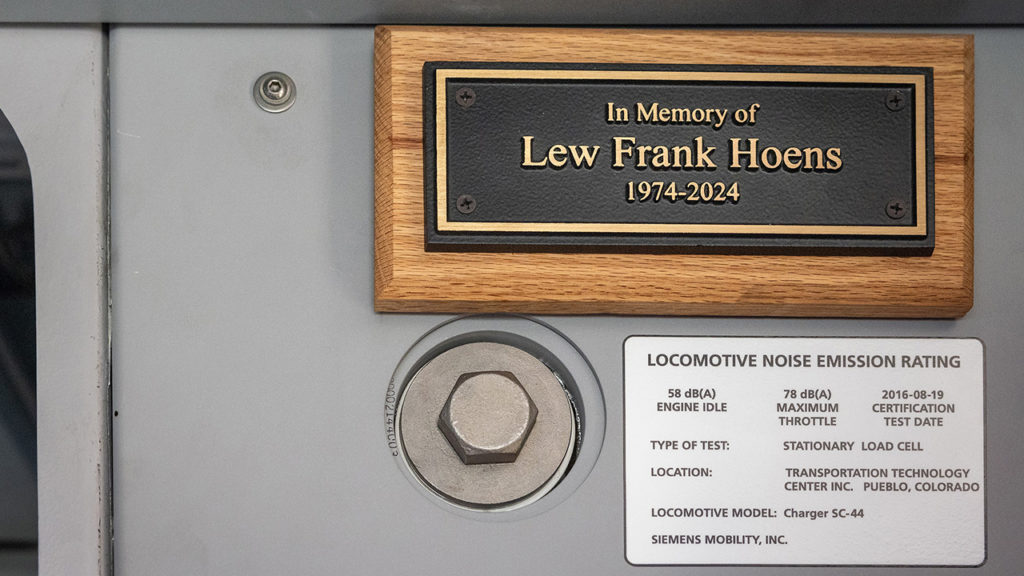 In Memory of
Lew Frank Hoens
1974-2024
LOCOMOTIVE NOISE EMISSION RATING
58 dB(A) 78 dB(A) 2016-08-19
ENGINE IDLE MAXIMUM CERTIFICATION
THROTTLE TEST DATE
TYPE OF TEST: STATIONARY LOAD CELL
LOCATION: TRANSPORTATION TECHNOLOGY
CENTER INC. PUEBLO, COLORADO
LOCOMOTIVE MODEL: Charger SC-44
SIEMENS MOBILITY, INC.